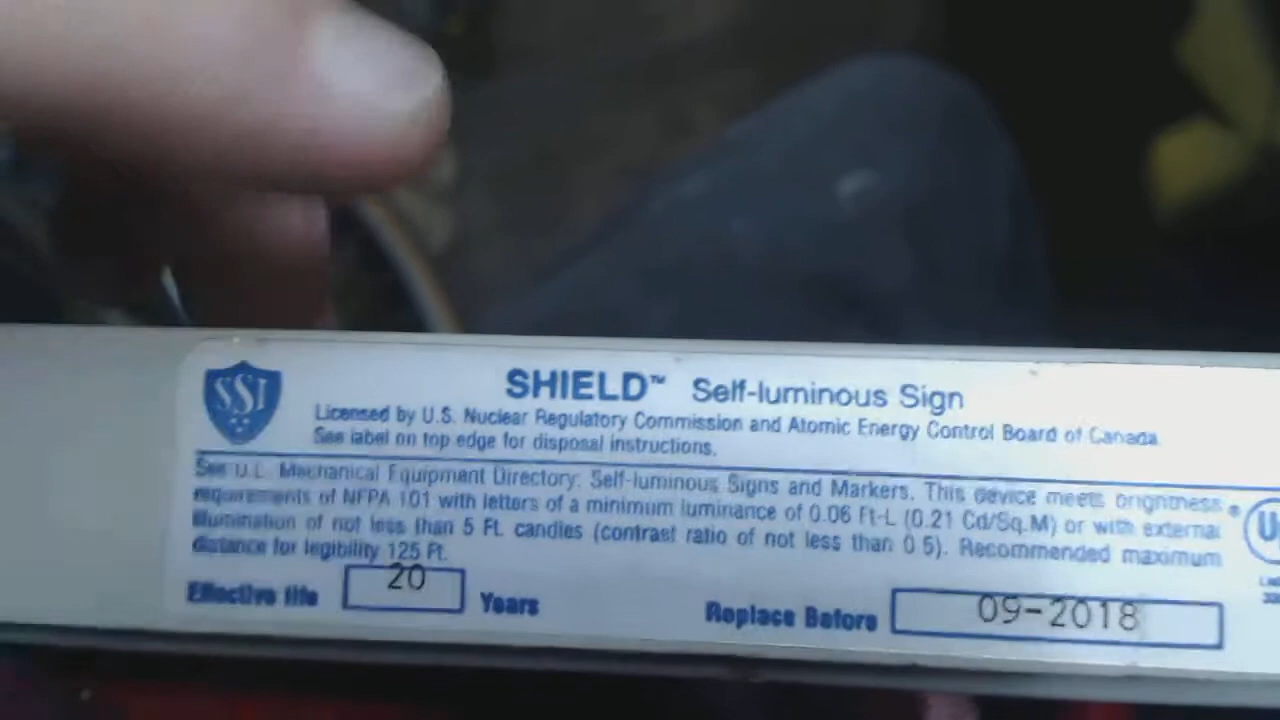 SSI
SHIELD™ Self-luminous Sign
Licensed by U.S. Nuclear Regulatory Commission and Atomic Energy Control Board of Canada
See label on top edge for disposal instructions.
See U.L. Mechanical Equipment Directory: Self-luminous Signs and Markers. This device meets brightness
requirements of NFPA 101 with letters of a minimum luminance of 0.06 Ft-L (0.21 Cd/Sq.M) or with external
illumination of not less than 5 Ft. candles (contrast ratio of not less than 0.5). Recommended maximum
distance for legibility 125 Ft.
Effective life 20 Years Replace Before 09-2018